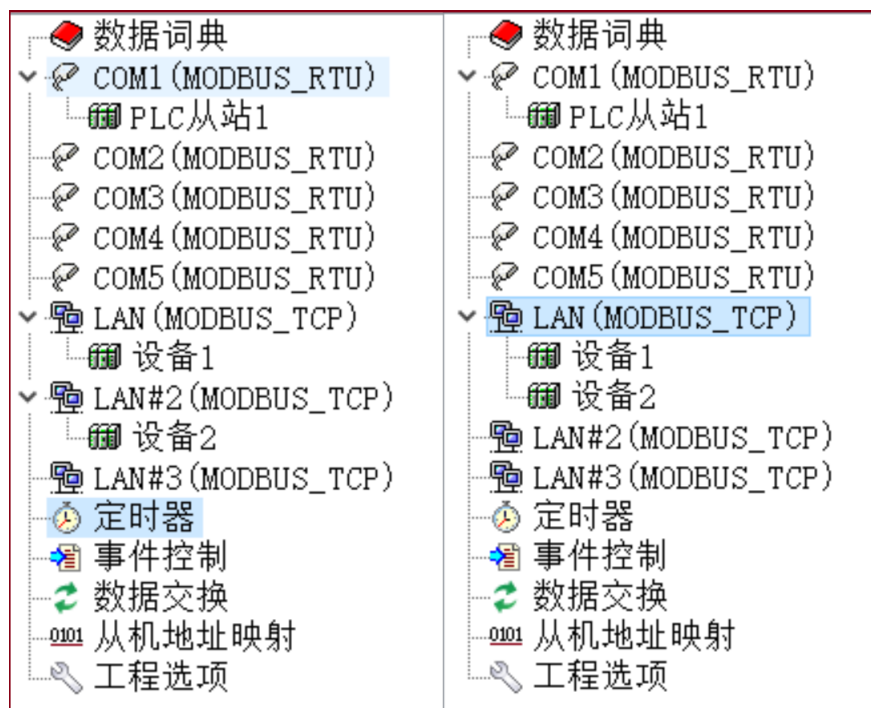 数据词典
COM1(MODBUS_RTU)
PLC从站1
COM2(MODBUS_RTU)
COM3(MODBUS_RTU)
COM4(MODBUS_RTU)
COM5(MODBUS_RTU)
LAN(MODBUS_TCP)
设备1
LAN#2(MODBUS_TCP)
设备2
LAN#3(MODBUS_TCP)
定时器
事件控制
数据交换
0101 从机地址映射
工程选项
数据词典
COM1(MODBUS_RTU)
PLC从站1
COM2(MODBUS_RTU)
COM3(MODBUS_RTU)
COM4(MODBUS_RTU)
COM5(MODBUS_RTU)
LAN(MODBUS_TCP)
设备1
设备2
LAN#2(MODBUS_TCP)
LAN#3(MODBUS_TCP)
定时器
事件控制
数据交换
0101 从机地址映射
工程选项